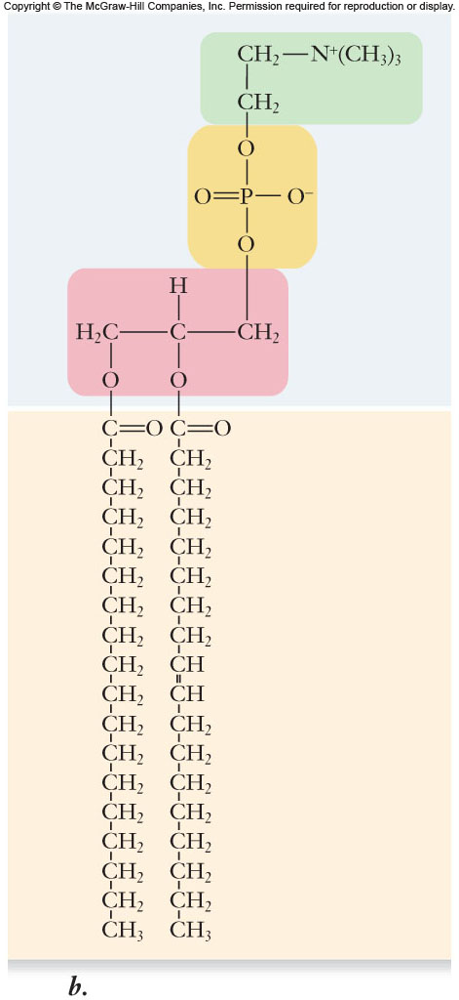 Copyright © The McGraw-Hill Companies, Inc. Permission required for reproduction or display.
CH₂—N⁺(CH₃)₃
CH₂
O
O=P—O⁻
O
H
H₂C—C—CH₂
O O
C=O C=O
CH₂ CH₂
CH₂ CH₂
CH₂ CH₂
CH₂ CH₂
CH₂ CH₂
CH₂ CH₂
CH₂ CH₂
CH₂ CH
CH₂ CH
CH₂ CH₂
CH₂ CH₂
CH₂ CH₂
CH₂ CH₂
CH₂ CH₂
CH₂ CH₂
CH₂ CH₂
CH₃ CH₃
b.